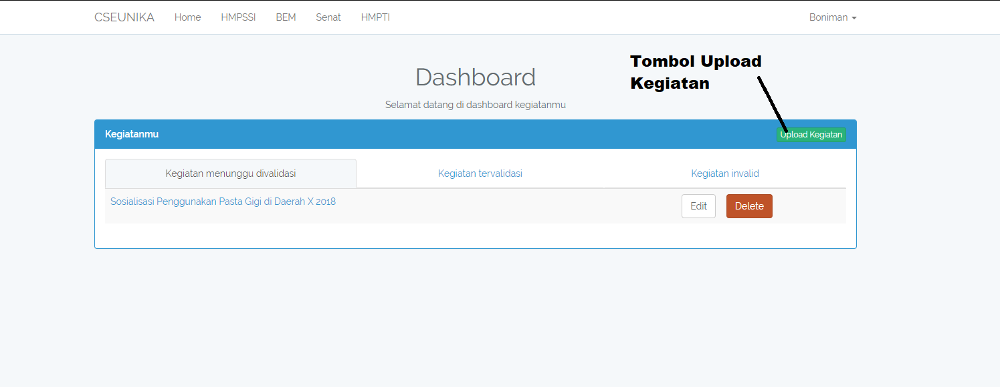 CSEUNIKA Home HMPSSI BEM Senat HMPTI Boniman
Tombol Upload
Kegiatan
Dashboard
Selamat datang di dashboard kegiatanmu
Kegiatanmu Upload Kegiatan
Kegiatan menunggu divalidasi Kegiatan tervalidasi Kegiatan invalid
Sosialisasi Penggunakan Pasta Gigi di Daerah X 2018 Edit Delete